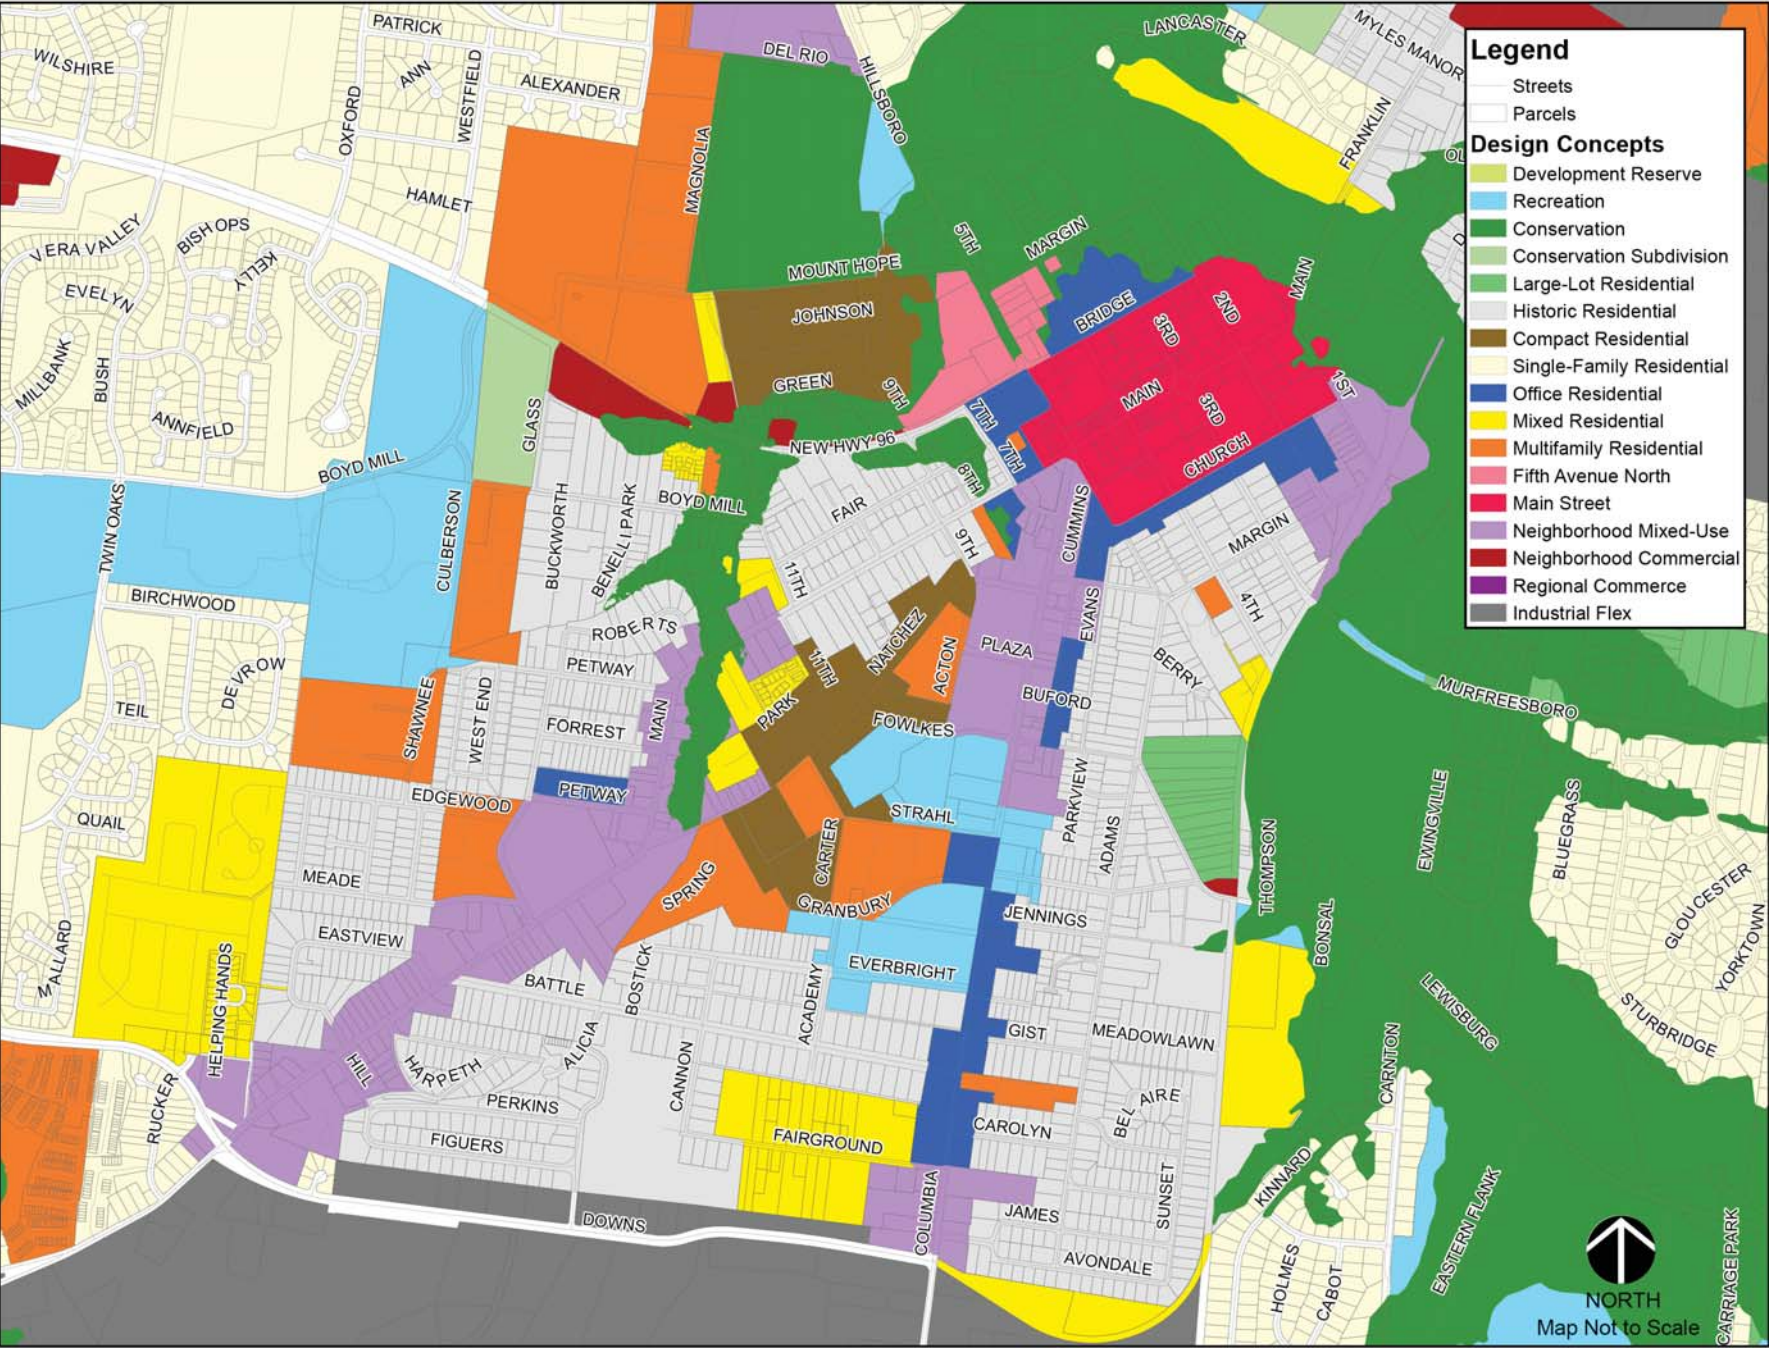 PATRICK
LANCASTER
MYLES MANOR
WILSHIRE
DEL RIO
HILLSBORO
ANN
WESTFIELD
ALEXANDER
OXFORD
FRANKLIN
MAGNOLIA
HAMLET
VERA VALLEY
BISHOPS
KELLY
5TH
MARGIN
MOUNT HOPE
EVELYN
JOHNSON
BRIDGE
3RD
2ND
MAIN
MILLBANK
BUSH
GREEN
9TH
MAIN
3RD
1ST
ANNFIELD
GLASS
7TH
NEW HWY 96
7TH
CHURCH
BOYD MILL
8TH
BOYD MILL
FAIR
TWIN OAKS
CULBERSON
BUCKWORTH
BENELLI PARK
9TH
CUMMINS
MARGIN
11TH
BIRCHWOOD
4TH
EVANS
ROBERTS
NATCHEZ
PLAZA
PETWAY
11TH
ACTON
BERRY
DEVROW
BUFORD
MURFREESBORO
TEIL
SHAWNEE
WEST END
FORREST
MAIN
PARK
FOWLKES
PETWAY
EDGEWOOD
STRAHL
PARKVIEW
ADAMS
THOMPSON
EWINGVILLE
BLUEGRASS
QUAIL
CARTER
MEADE
SPRING
GRANBURY
JENNINGS
GLOUCESTER
YORKTOWN
MALLARD
EASTVIEW
BONSAL
HELPING HANDS
BATTLE
BOSTICK
ACADEMY
EVERBRIGHT
LEWISBURG
STURBRIDGE
GIST
MEADOWLAWN
ALICIA
CANNON
CARNTON
HILL
HARPETH
RUCKER
PERKINS
BEL AIRE
CAROLYN
FIGUERS
FAIRGROUND
KINNARD
SUNSET
COLUMBIA
JAMES
DOWNS
AVONDALE
EASTERN FLANK
HOLMES
CABOT
CARRIAGE PARK
Legend
Streets
Parcels
Design Concepts
Development Reserve
Recreation
Conservation
Conservation Subdivision
Large-Lot Residential
Historic Residential
Compact Residential
Single-Family Residential
Office Residential
Mixed Residential
Multifamily Residential
Fifth Avenue North
Main Street
Neighborhood Mixed-Use
Neighborhood Commercial
Regional Commerce
Industrial Flex
NORTH
Map Not to Scale